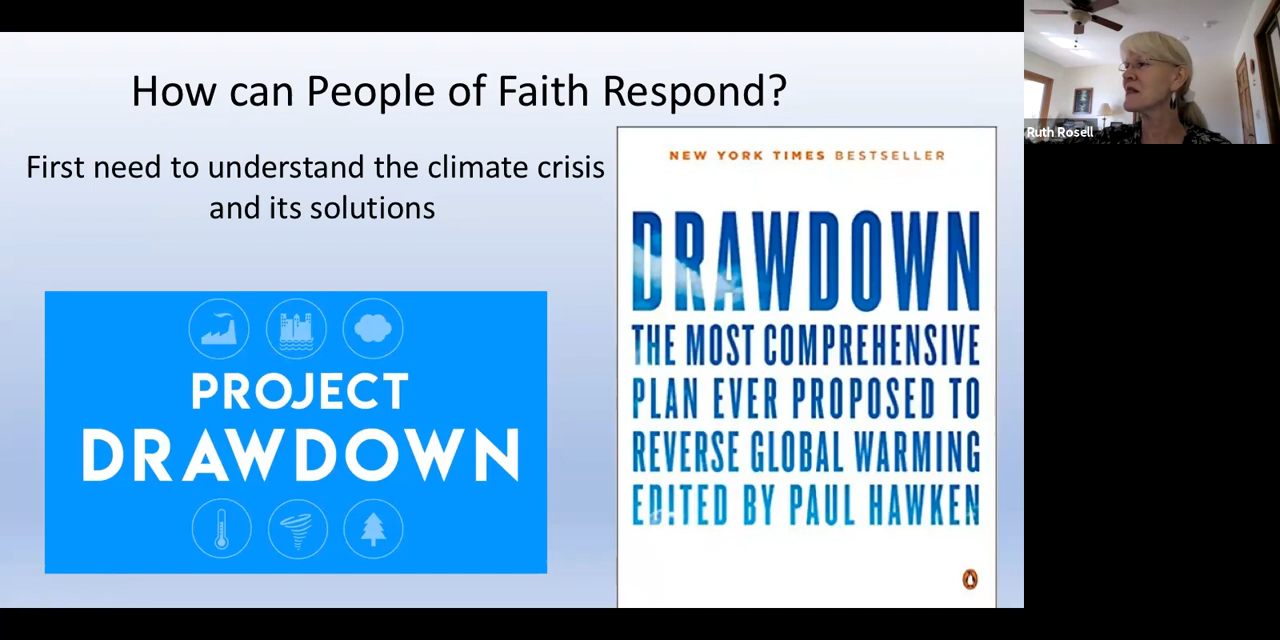 How can People of Faith Respond?
First need to understand the climate crisis
and its solutions
PROJECT
DRAWDOWN
NEW YORK TIMES BESTSELLER
DRAWDOWN
THE MOST COMPREHENSIVE
PLAN EVER PROPOSED TO
REVERSE GLOBAL WARMING
EDITED BY PAUL HAWKEN
Ruth Rosell